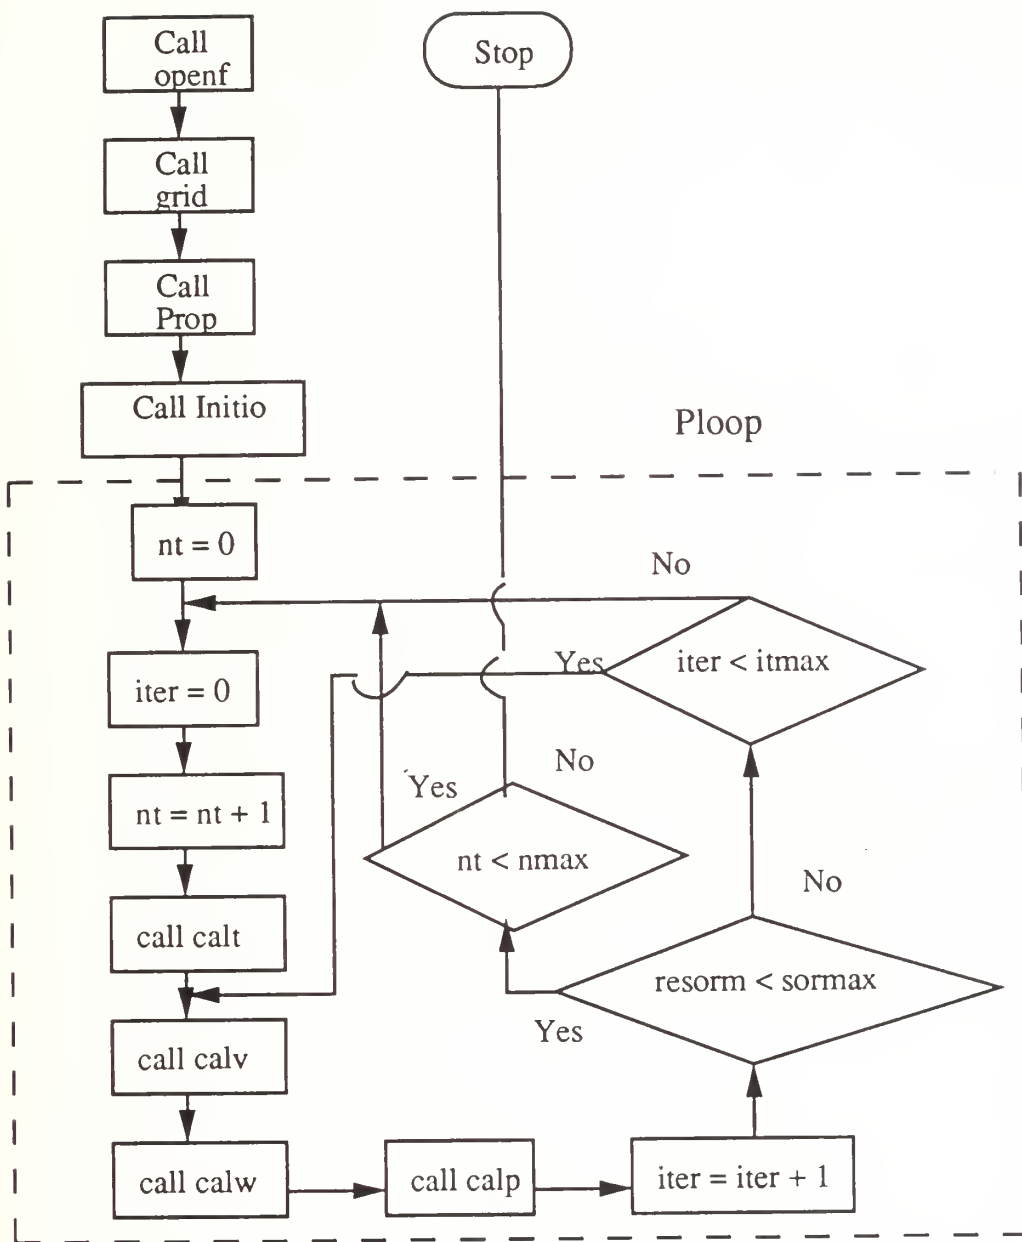 Call
openf
Stop
Call
grid
Call
Prop
Call Initio
Ploop
nt = 0
No
iter = 0
Yes
iter < itmax
nt = nt + 1
Yes
No
nt < nmax
No
call calt
resorm < sormax
Yes
call calv
call calw
call calp
iter = iter + 1